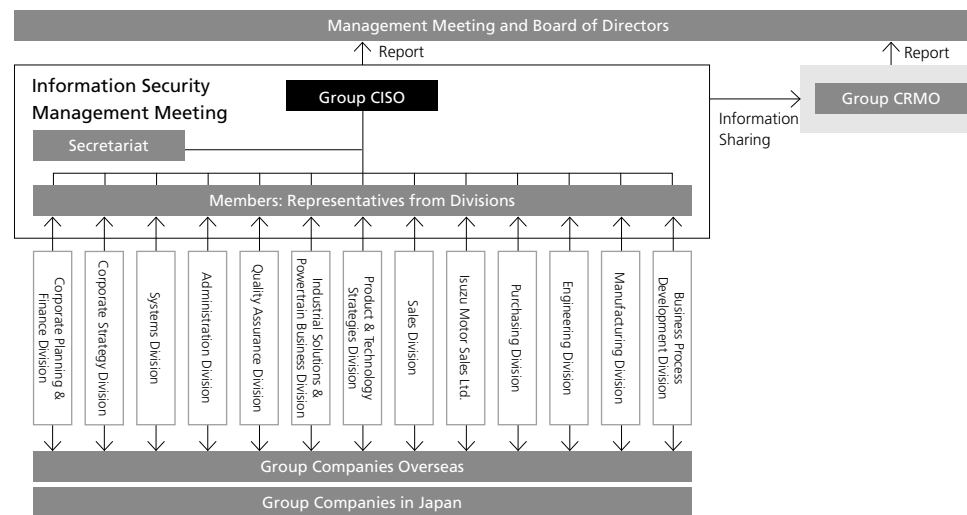 Management Meeting and Board of Directors
Report
Report
Information Security
Management Meeting
Group CISO
Group CRMO
Information
Sharing
Secretariat
Members: Representatives from Divisions
Corporate Planning &
Finance Division
Corporate Strategy Division
Systems Division
Administration Division
Quality Assurance Division
Industrial Solutions &
Powertrain Business Division
Product & Technology
Strategies Division
Sales Division
Isuzu Motor Sales Ltd.
Purchasing Division
Engineering Division
Manufacturing Division
Business Process
Development Division
Group Companies Overseas
Group Companies in Japan